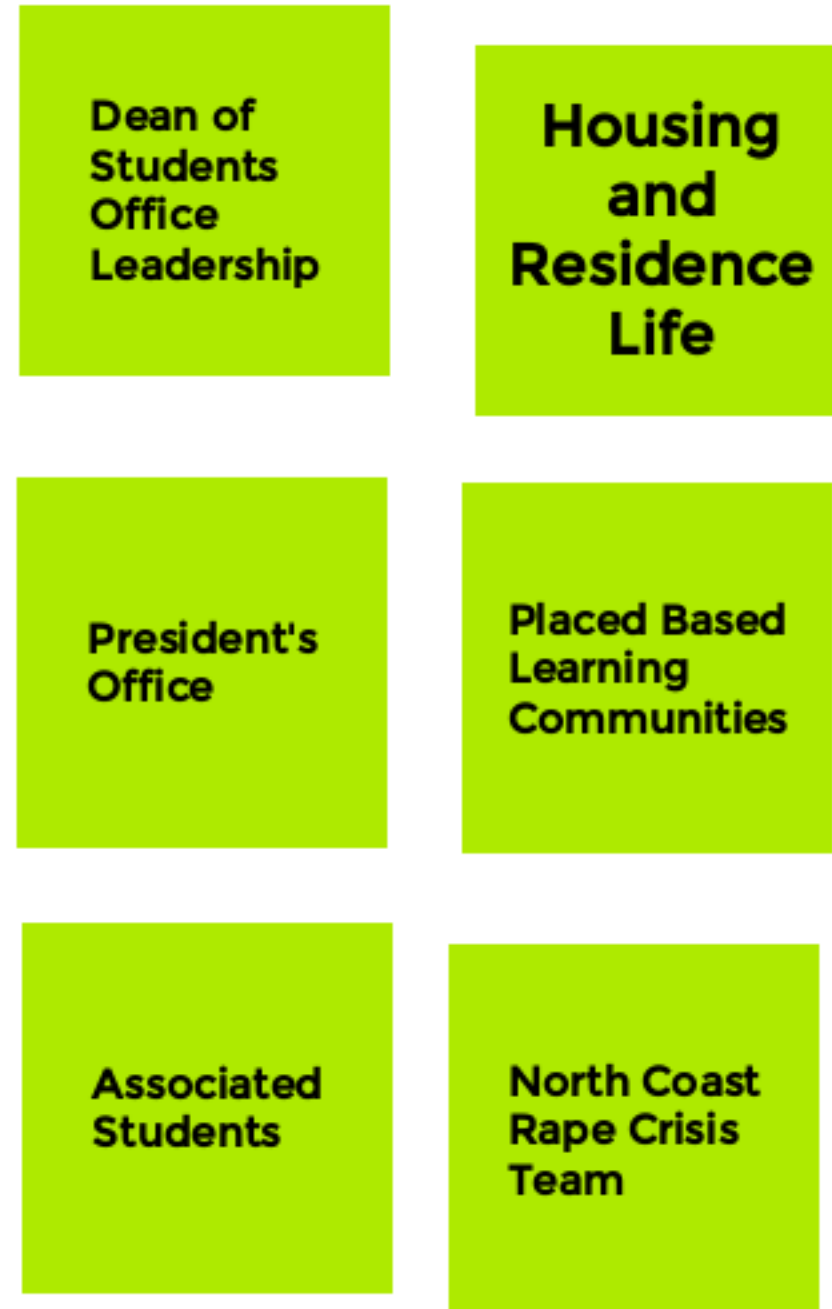 Dean of
Students
Office
Leadership
Housing
and
Residence
Life
President's
Office
Placed Based
Learning
Communities
Associated
Students
North Coast
Rape Crisis
Team